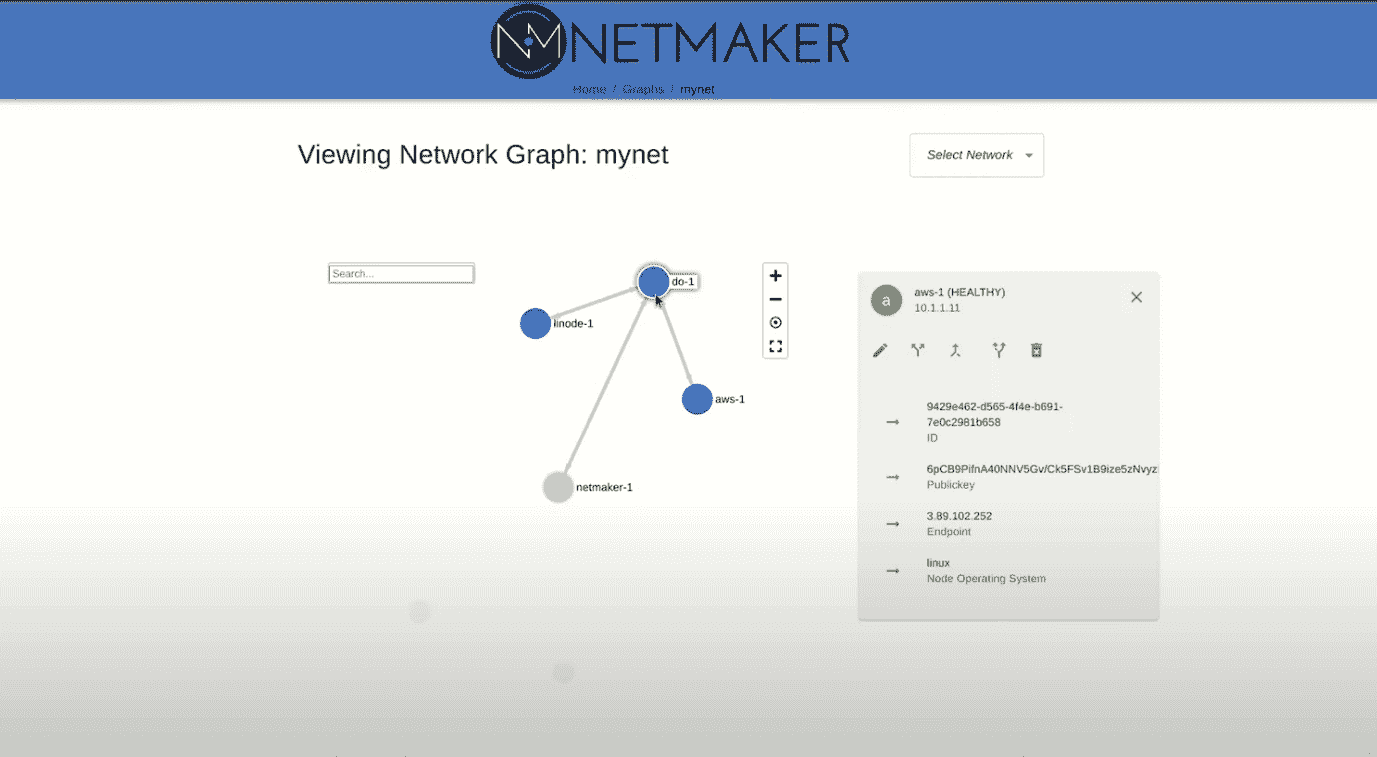 NETMAKER
Home / Graphs / mynet
Viewing Network Graph: mynet
Select Network
Search...
do-1
linode-1
aws-1
netmaker-1
a
aws-1 (HEALTHY)
10.1.1.11
9429e462-d565-4f4e-b691-
7e0c2981b658
ID
6pCB9PifnA40NNV5Gv/Ck5FSv1B9ize5zNvyz
Publickey
3.89.102.252
Endpoint
linux
Node Operating System